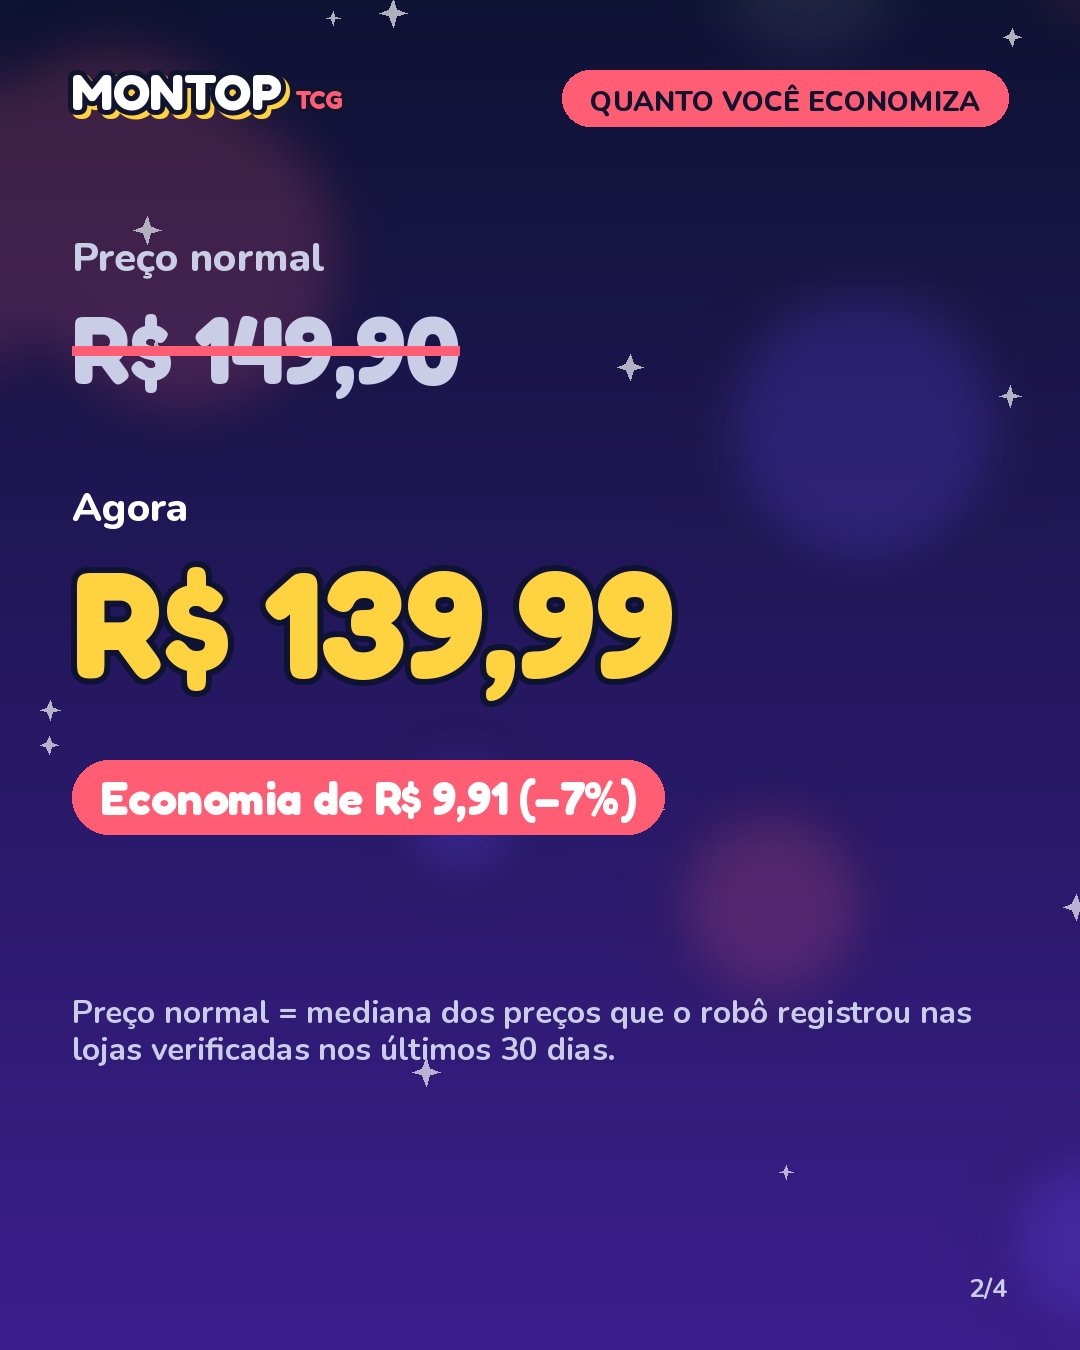 MONTOP TCG
QUANTO VOCÊ ECONOMIZA
Preço normal
R$ 149,90
Agora
R$ 139,99
Economia de R$ 9,91 (–7%)
Preço normal = mediana dos preços que o robô registrou nas
lojas verificadas nos últimos 30 dias.
2/4